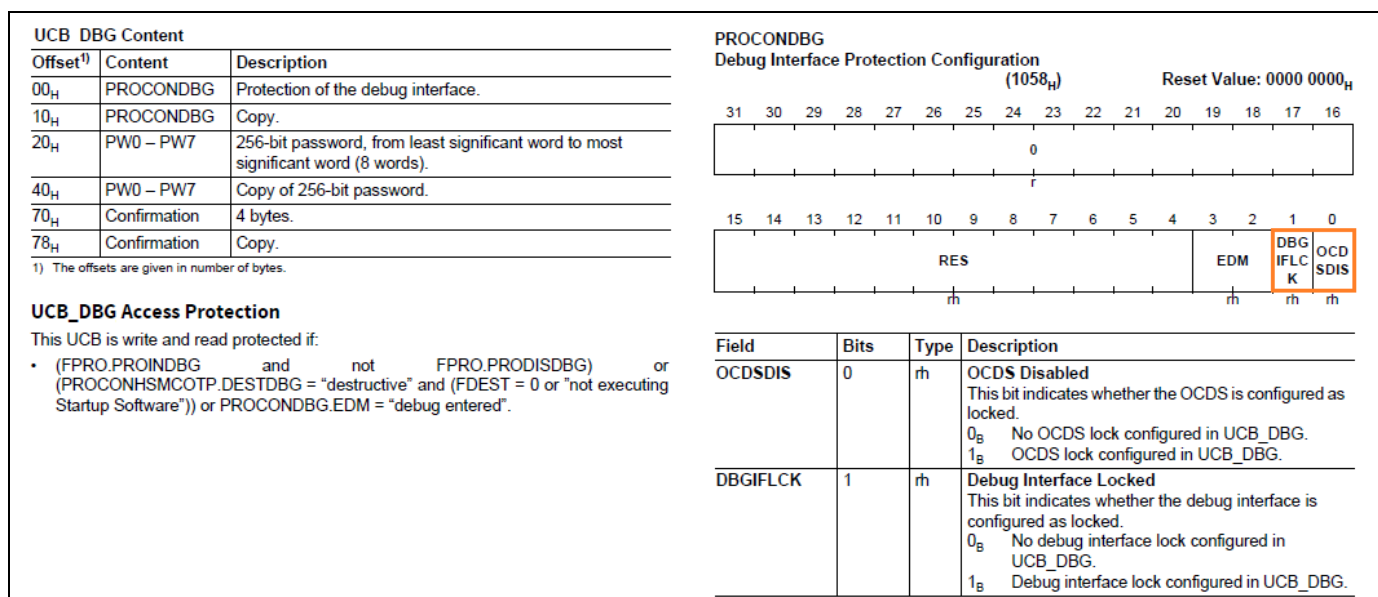 UCB DBG Content
Offset1) Content Description
00H PROCONDBG Protection of the debug interface.
10H PROCONDBG Copy.
20H PW0 – PW7 256-bit password, from least significant word to most
significant word (8 words).
40H PW0 – PW7 Copy of 256-bit password.
70H Confirmation 4 bytes.
78H Confirmation Copy.
1) The offsets are given in number of bytes.
UCB_DBG Access Protection
This UCB is write and read protected if:
• (FPRO.PROINDBG and not FPRO.PRODISDBG) or
(PROCONHSMCOTP.DESTDBG = “destructive” and (FDEST = 0 or ”not executing
Startup Software”)) or PROCONDBG.EDM = “debug entered”.
PROCONDBG
Debug Interface Protection Configuration
(1058H) Reset Value: 0000 0000H
31 30 29 28 27 26 25 24 23 22 21 20 19 18 17 16
0
r
15 14 13 12 11 10 9 8 7 6 5 4 3 2 1 0
RES EDM DBG IFLC K OCD SDIS
rh rh rh rh
Field Bits Type Description
OCDSDIS 0 rh OCDS Disabled
This bit indicates whether the OCDS is configured as
locked.
0B No OCDS lock configured in UCB_DBG.
1B OCDS lock configured in UCB_DBG.
DBGIFLCK 1 rh Debug Interface Locked
This bit indicates whether the debug interface is
configured as locked.
0B No debug interface lock configured in
UCB_DBG.
1B Debug interface lock configured in UCB_DBG.